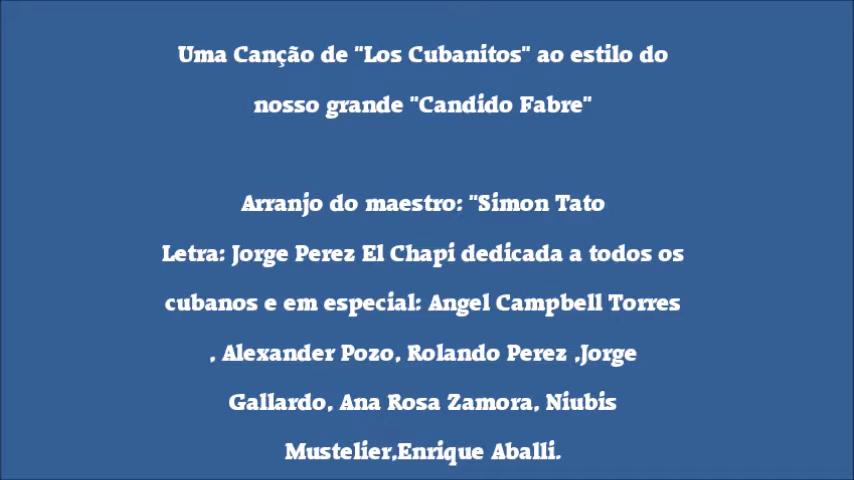 Uma Canção de "Los Cubanitos" ao estilo do
nosso grande "Candido Fabre"
Arranjo do maestro: "Simon Tato
Letra: Jorge Perez El Chapi dedicada a todos os
cubanos e em especial: Angel Campbell Torres
, Alexander Pozo, Rolando Perez ,Jorge
Gallardo, Ana Rosa Zamora, Niubis
Mustelier,Enrique Aballi.